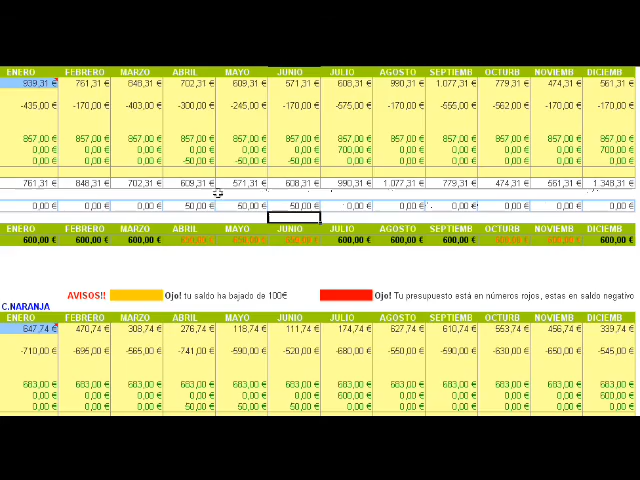 ENERO FEBRERO MARZO ABRIL MAYO JUNIO JULIO AGOSTO SEPTIEMB OCTURB NOVIEMB DICIEMB
939,31 € 761,31 € 848,31 € 702,31 € 609,31 € 571,31 € 608,31 € 990,31 € 1.077,31 € 779,31 € 474,31 € 561,31 €
-435,00 € -170,00 € -403,00 € -300,00 € -245,00 € -170,00 € -575,00 € -170,00 € -555,00 € -562,00 € -170,00 € -170,00 €
857,00 € 857,00 € 857,00 € 857,00 € 857,00 € 857,00 € 857,00 € 857,00 € 857,00 € 857,00 € 857,00 € 857,00 €
0,00 € 0,00 € 0,00 € 0,00 € 0,00 € 0,00 € 700,00 € 0,00 € 0,00 € 0,00 € 0,00 € 700,00 €
0,00 € 0,00 € 0,00 € -50,00 € -50,00 € -50,00 € 0,00 € 0,00 € 0,00 € 0,00 € 0,00 € 0,00 €
761,31 € 848,31 € 702,31 € 609,31 € 571,31 € 608,31 € 990,31 € 1.077,31 € 779,31 € 474,31 € 561,31 € 1.348,31 €
0,00 € 0,00 € 0,00 € 50,00 € 50,00 € 50,00 € 0,00 € 0,00 € 0,00 € 0,00 € 0,00 € 0,00 €
ENERO FEBRERO MARZO ABRIL MAYO JUNIO JULIO AGOSTO SEPTIEMB OCTURB NOVIEMB DICIEMB
600,00 € 600,00 € 600,00 € 600,00 € 600,00 € 600,00 € 600,00 €
AVISOS!! Ojo! tu saldo ha bajado de 100€ Ojo! Tu presupuesto está en números rojos, estas en saldo negativo
C.NARANJA
ENERO FEBRERO MARZO ABRIL MAYO JUNIO JULIO AGOSTO SEPTIEMB OCTURB NOVIEMB DICIEMB
647,74 € 470,74 € 308,74 € 276,74 € 118,74 € 111,74 € 174,74 € 627,74 € 610,74 € 553,74 € 456,74 € 339,74 €
-710,00 € -695,00 € -565,00 € -741,00 € -590,00 € -520,00 € -680,00 € -550,00 € -590,00 € -630,00 € -650,00 € -545,00 €
683,00 € 683,00 € 683,00 € 683,00 € 683,00 € 683,00 € 683,00 € 683,00 € 683,00 € 683,00 € 683,00 € 683,00 €
0,00 € 0,00 € 0,00 € 0,00 € 0,00 € 0,00 € 600,00 € 0,00 € 0,00 € 0,00 € 0,00 € 600,00 €
0,00 € 0,00 € 0,00 € 50,00 € 50,00 € 50,00 € 0,00 € 0,00 € 0,00 € 0,00 € 0,00 € 0,00 €